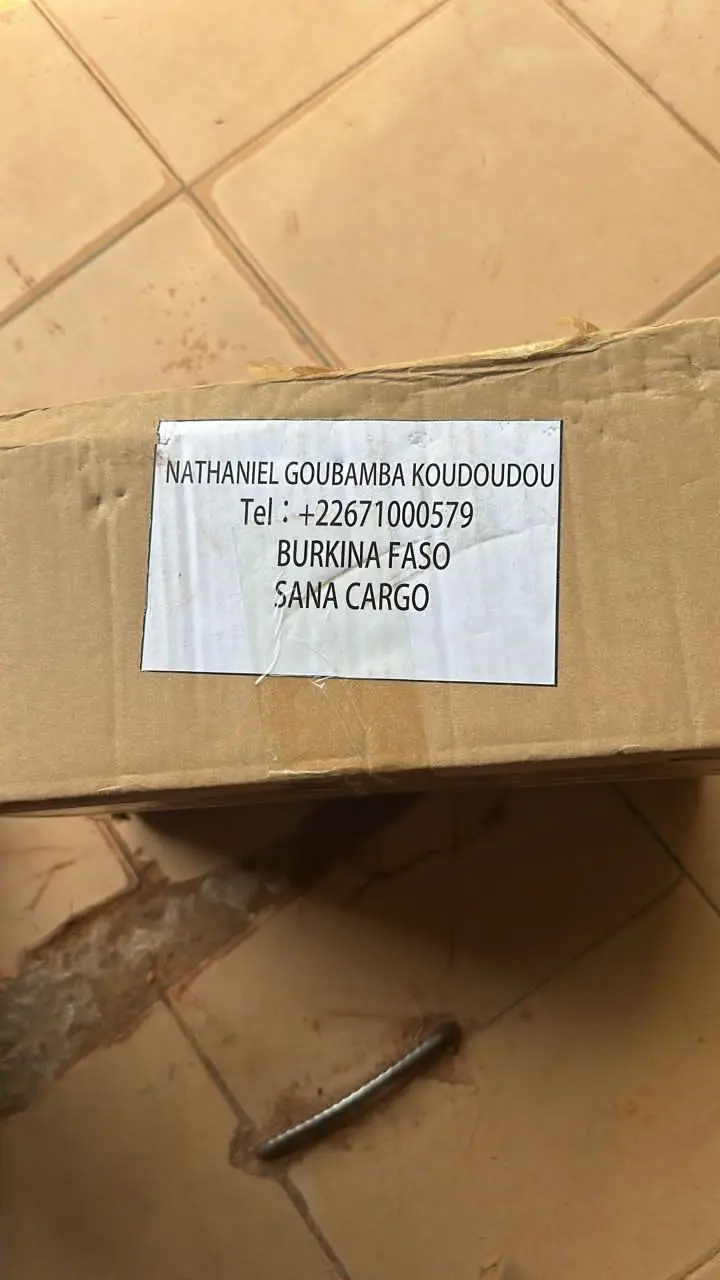 NATHANIEL GOUBAMBA KOUDOUDOU
Tel : +22671000579
BURKINA FASO
SANA CARGO